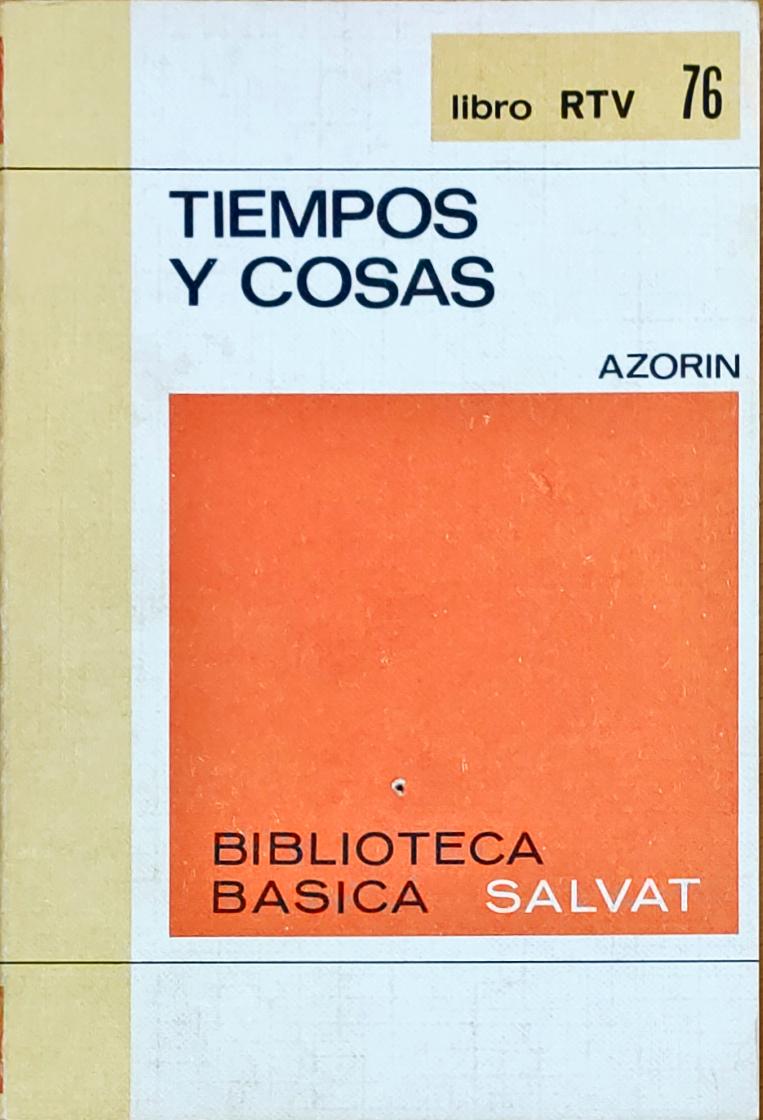 libro RTV 76
TIEMPOS
Y COSAS
AZORIN
BIBLIOTECA
BASICA SALVAT